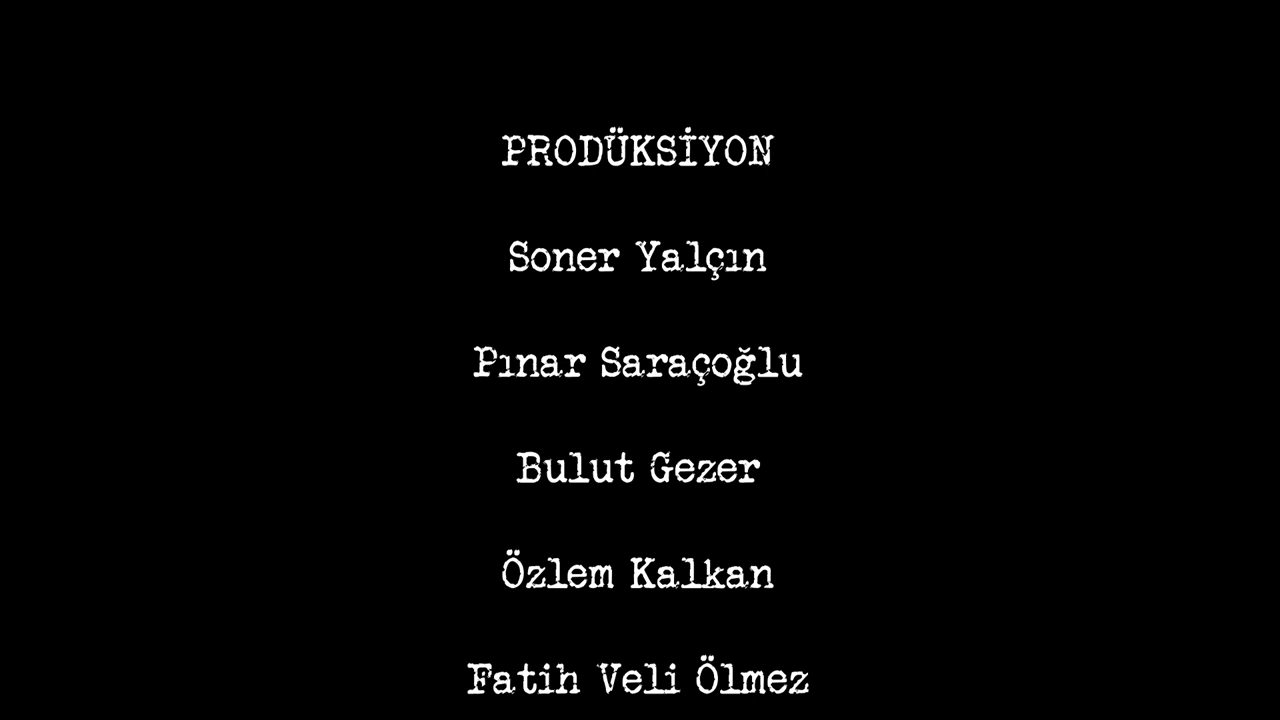 PRODÜKSİYON
Soner Yalçın
Pınar Saraçoğlu
Bulut Gezer
Özlem Kalkan
Fatih Veli Ölmez